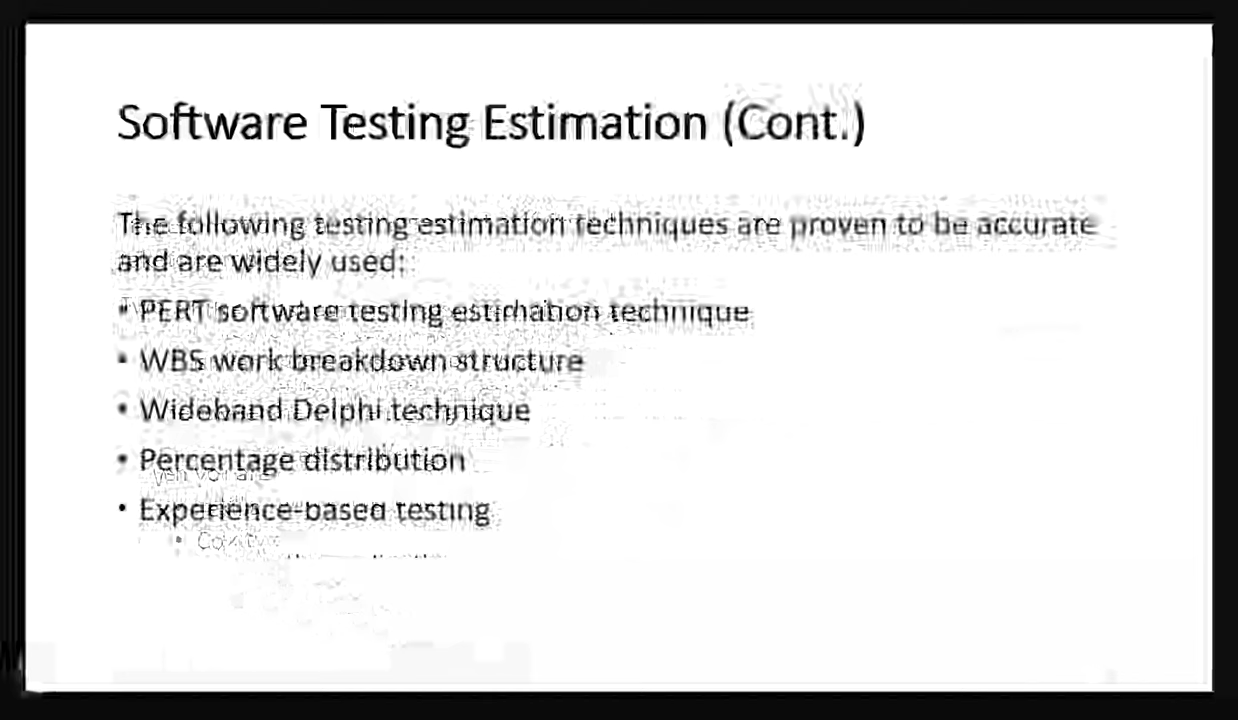 Software Testing Estimation (Cont.)
The following testing estimation techniques are proven to be accurate
and are widely used:
• PERT software testing estimation technique
• WBS work breakdown structure
• Wideband Delphi technique
• Percentage distribution
• Experience-based testing